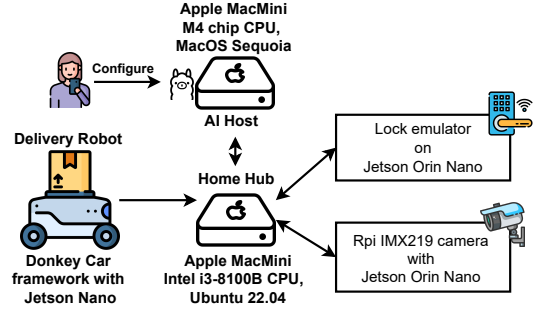 Apple MacMini
M4 chip CPU,
MacOS Sequoia
Configure
AI Host
Delivery Robot
Home Hub
Donkey Car
framework with
Jetson Nano
Apple MacMini
Intel i3-8100B CPU,
Ubuntu 22.04
Lock emulator
on
Jetson Orin Nano
Rpi IMX219 camera
with
Jetson Orin Nano